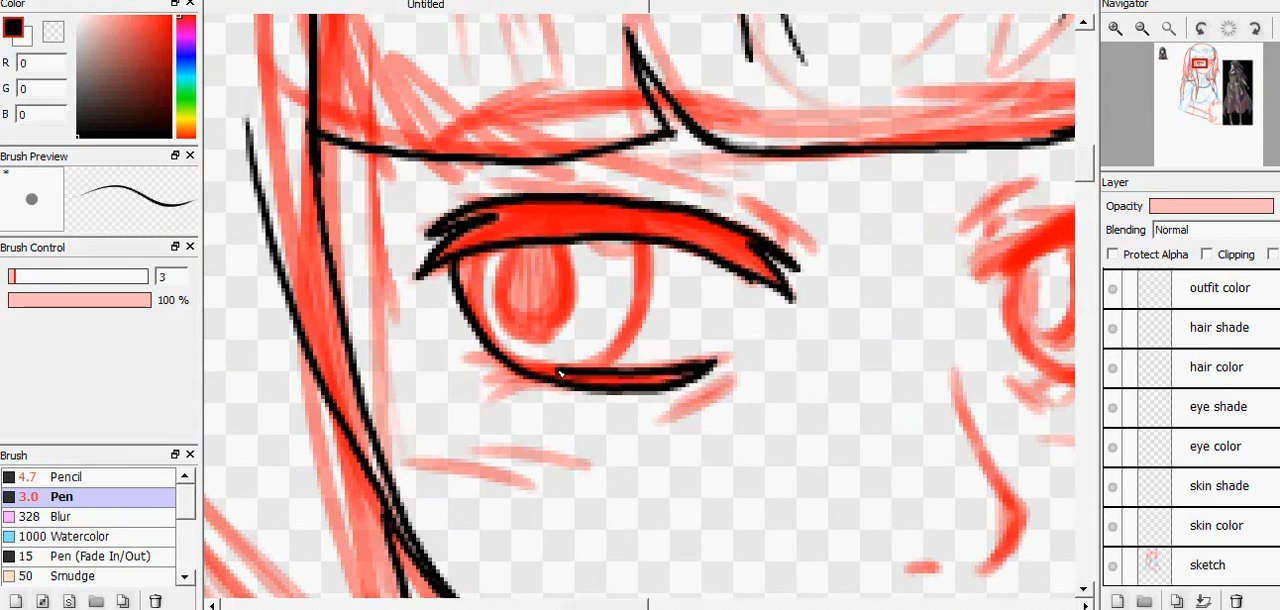 Color
Untitled
Navigator
R 0
G 0
B 0
Brush Preview
*
Brush Control
3
100 %
Layer
Opacity
Blending Normal
Protect Alpha Clipping
outfit color
hair shade
hair color
eye shade
eye color
skin shade
skin color
sketch
Brush
4.7 Pencil
3.0 Pen
328 Blur
1000 Watercolor
15 Pen (Fade In/Out)
50 Smudge